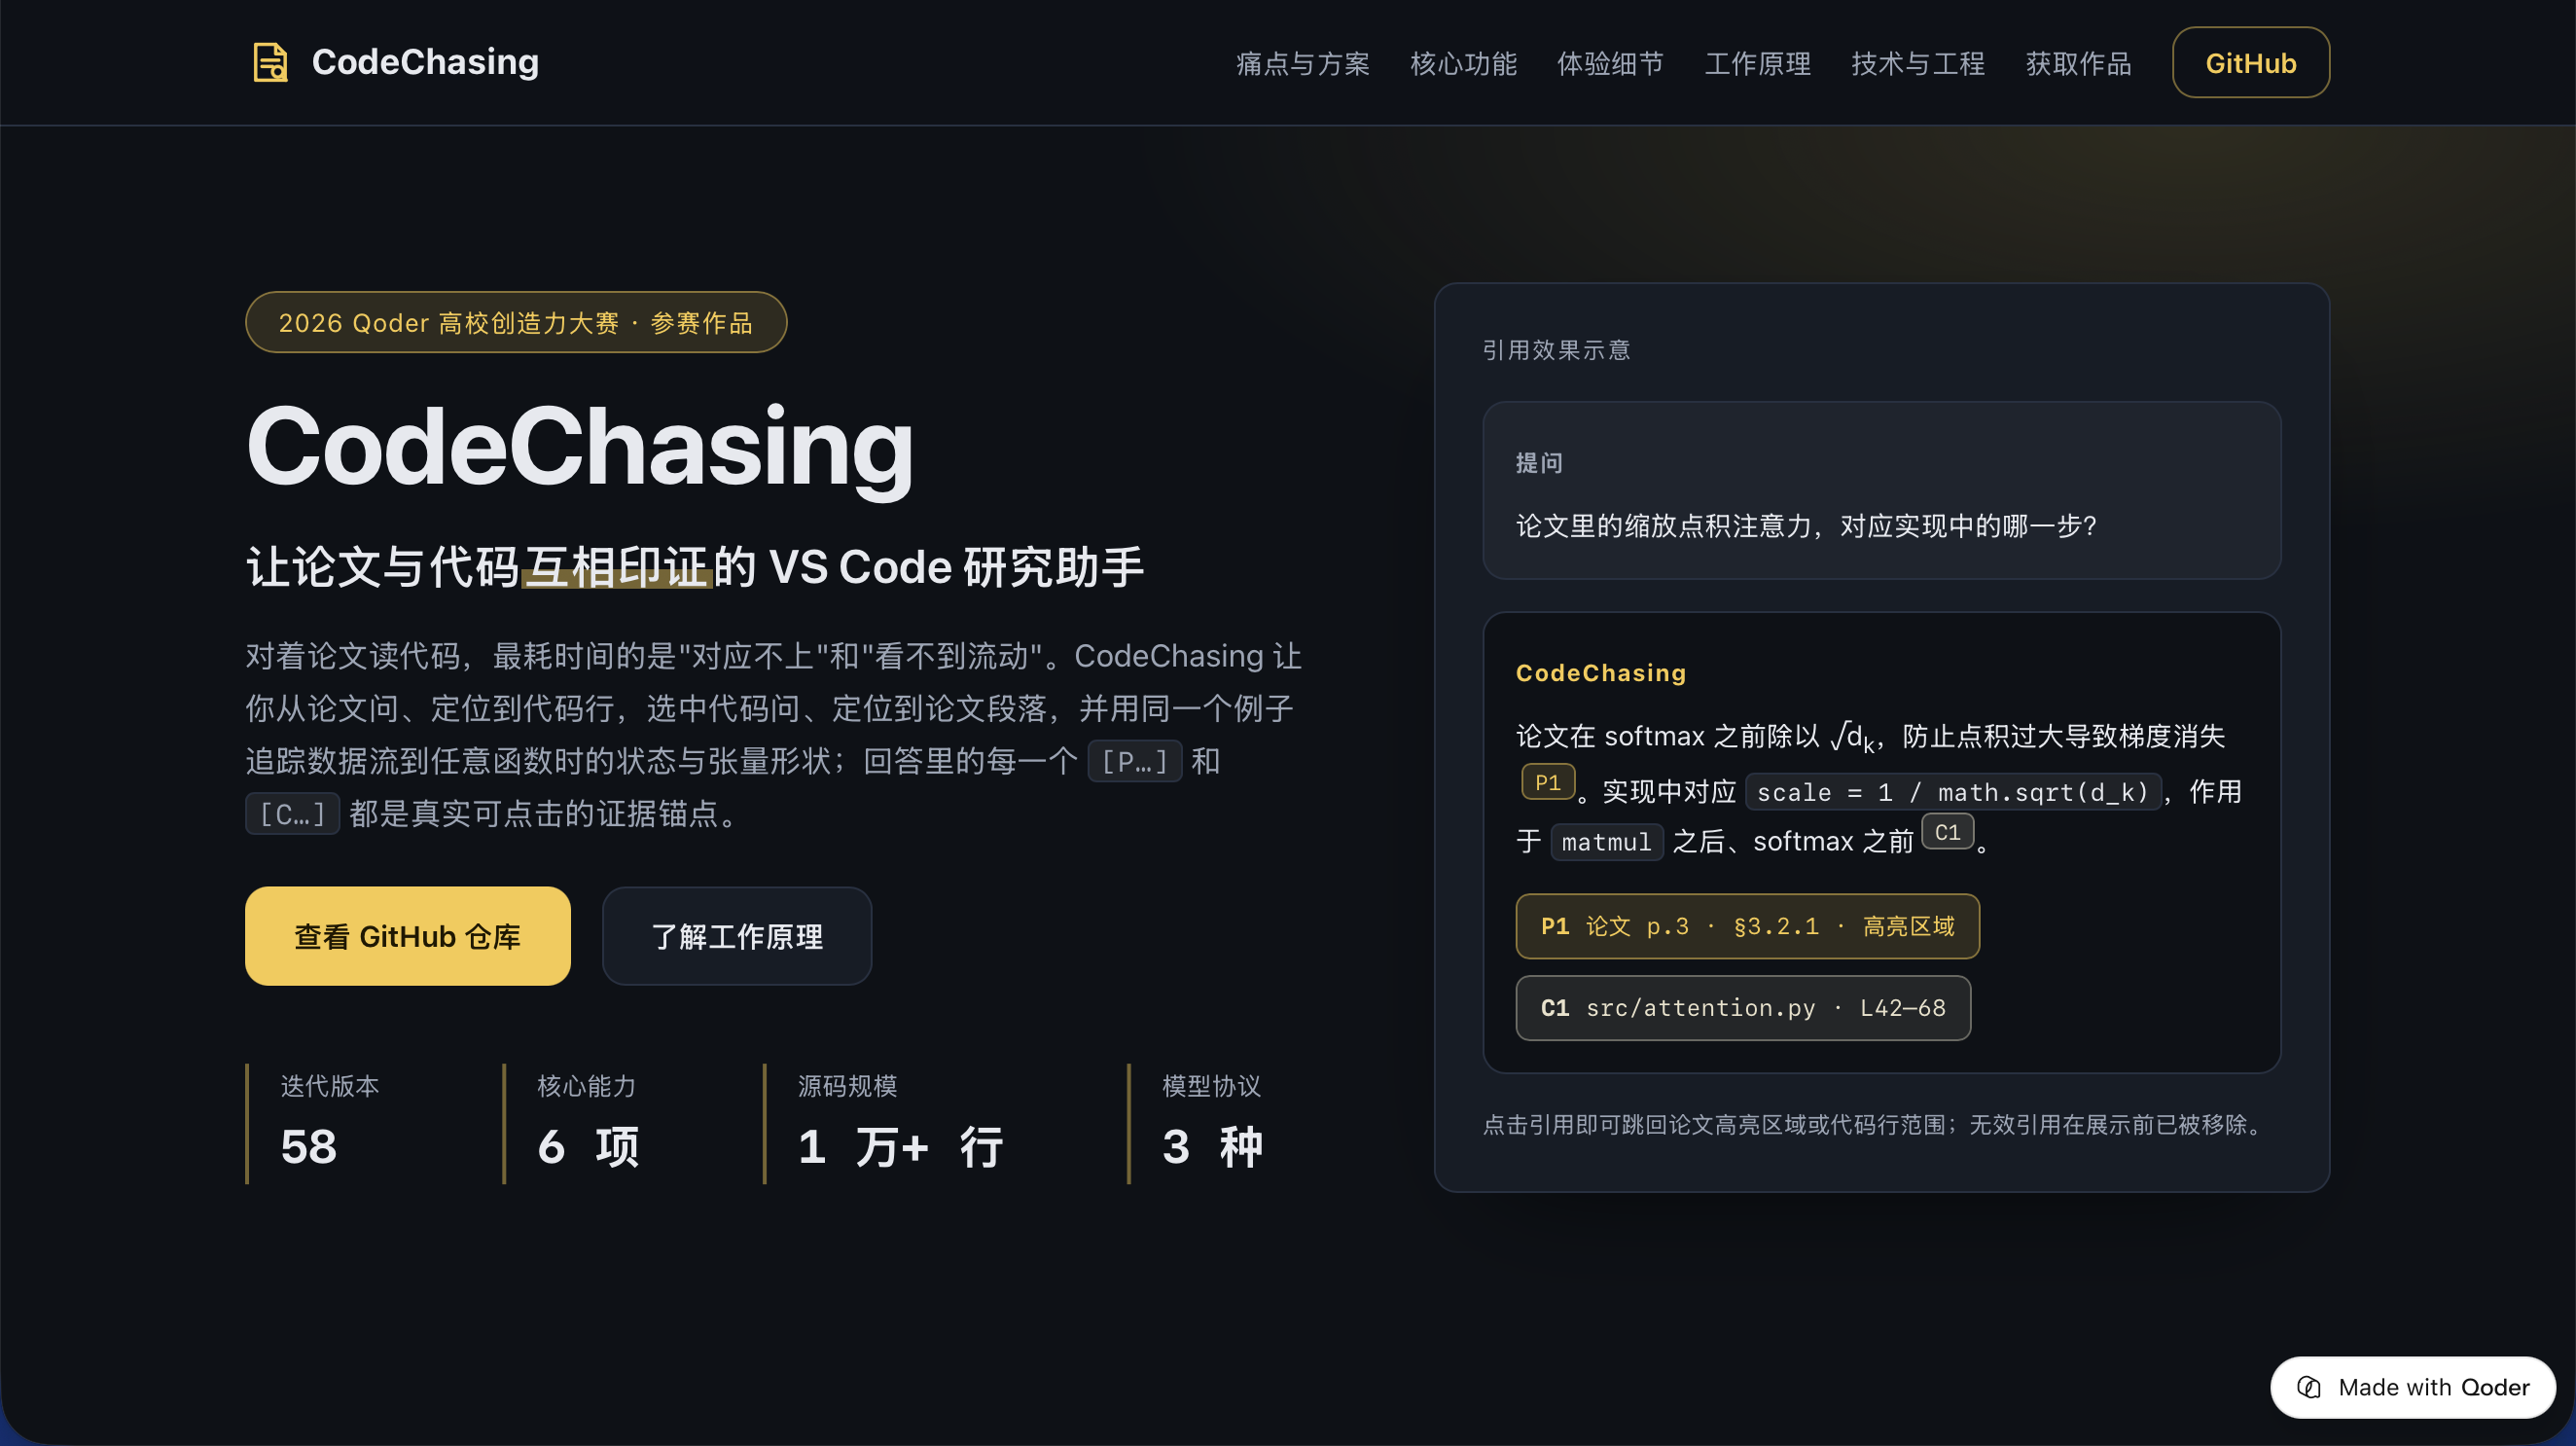 CodeChasing
痛点与方案 核心功能 体验细节 工作原理 技术与工程 获取作品 GitHub
2026 Qoder 高校创造力大赛 · 参赛作品
CodeChasing
让论文与代码互相印证的 VS Code 研究助手
对着论文读代码，最耗时间的是"对应不上"和"看不到流动"。CodeChasing 让
你从论文问、定位到代码行，选中代码问、定位到论文段落，并用同一个例子
追踪数据流到任意函数时的状态与张量形状；回答里的每一个 [P…] 和
[C…] 都是真实可点击的证据锚点。
查看 GitHub 仓库
了解工作原理
迭代版本
58
核心能力
6 项
源码规模
1 万+ 行
模型协议
3 种
引用效果示意
提问
论文里的缩放点积注意力，对应实现中的哪一步？
CodeChasing
论文在 softmax 之前除以 √dk，防止点积过大导致梯度消失
P1。实现中对应 scale = 1 / math.sqrt(d_k)，作用
于 matmul 之后、softmax 之前 C1。
P1 论文 p.3 · §3.2.1 · 高亮区域
C1 src/attention.py · L42–68
点击引用即可跳回论文高亮区域或代码行范围；无效引用在展示前已被移除。
Made with Qoder